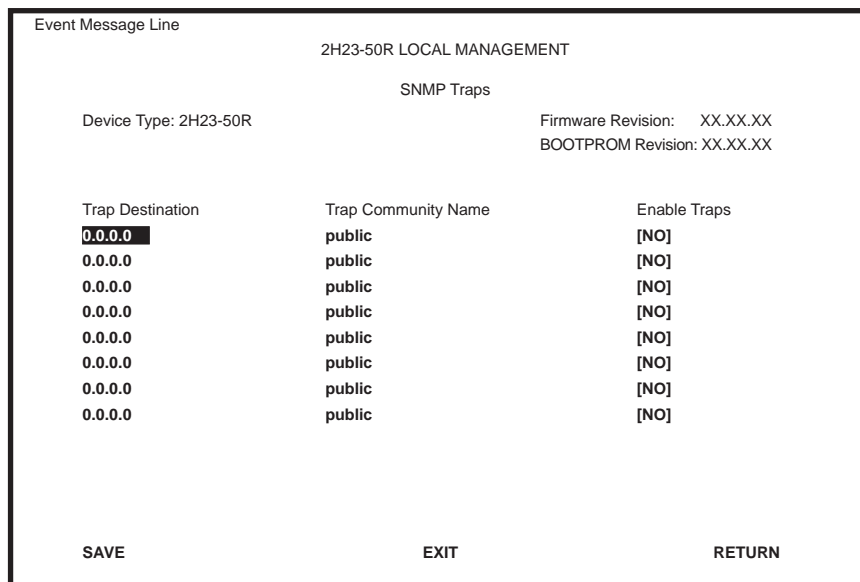 Event Message Line
2H23-50R LOCAL MANAGEMENT
SNMP Traps
Device Type: 2H23-50R Firmware Revision: XX.XX.XX
BOOTPROM Revision: XX.XX.XX
Trap Destination Trap Community Name Enable Traps
0.0.0.0 public [NO]
0.0.0.0 public [NO]
0.0.0.0 public [NO]
0.0.0.0 public [NO]
0.0.0.0 public [NO]
0.0.0.0 public [NO]
0.0.0.0 public [NO]
0.0.0.0 public [NO]
SAVE EXIT RETURN